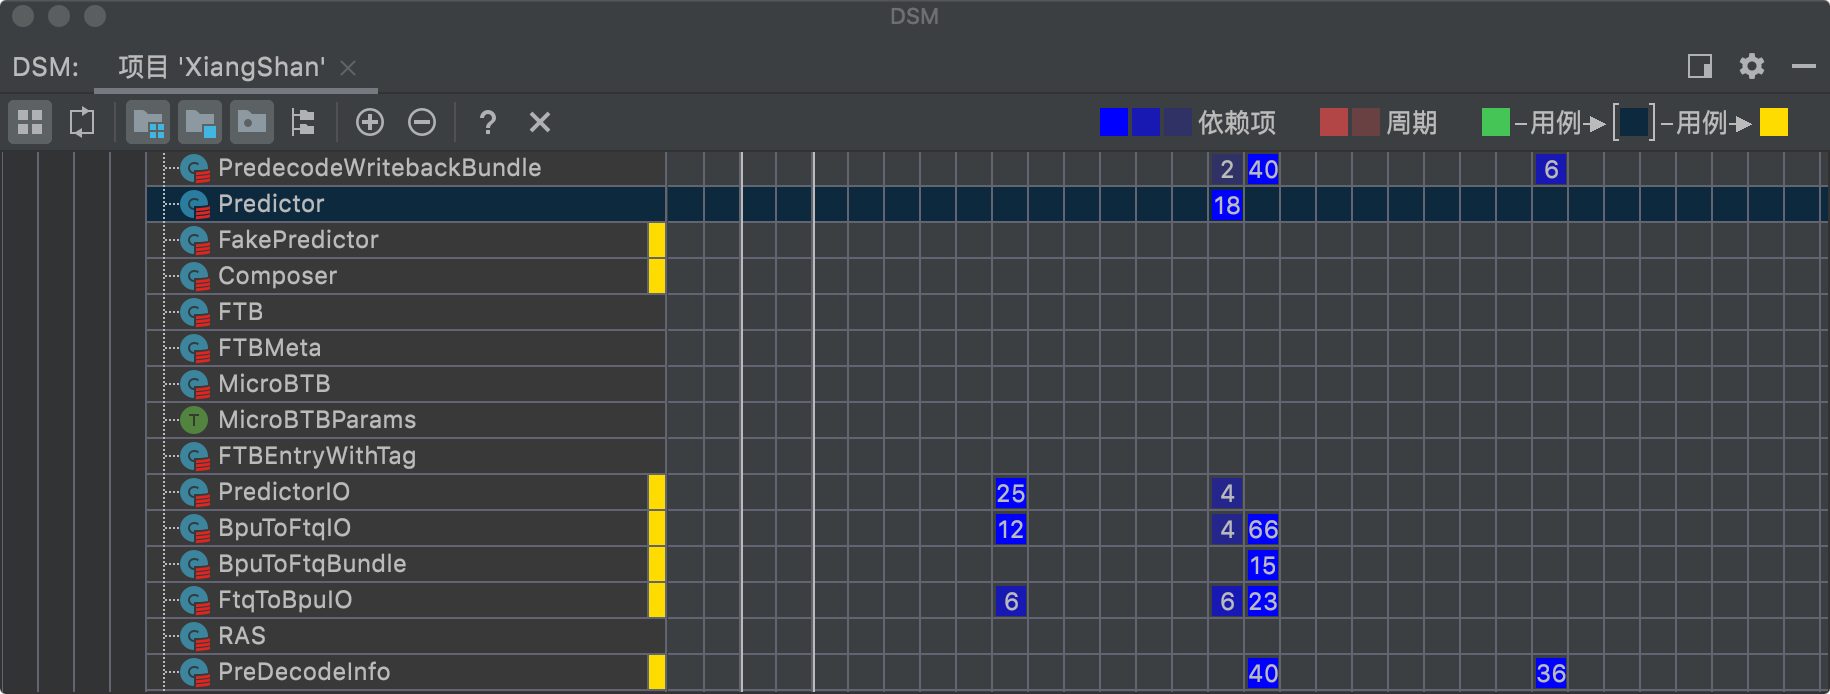 DSM
DSM: 项目 'XiangShan'
? 依赖项 周期 用例 用例
PredecodeWritebackBundle 2 40 6
Predictor 18
FakePredictor
Composer
FTB
FTBMeta
MicroBTB
T MicroBTBParams
FTBEntryWithTag
PredictorIO 25 4
BpuToFtqIO 12 4 66
BpuToFtqBundle 15
FtqToBpuIO 6 6 23
RAS
PreDecodeInfo 40 36